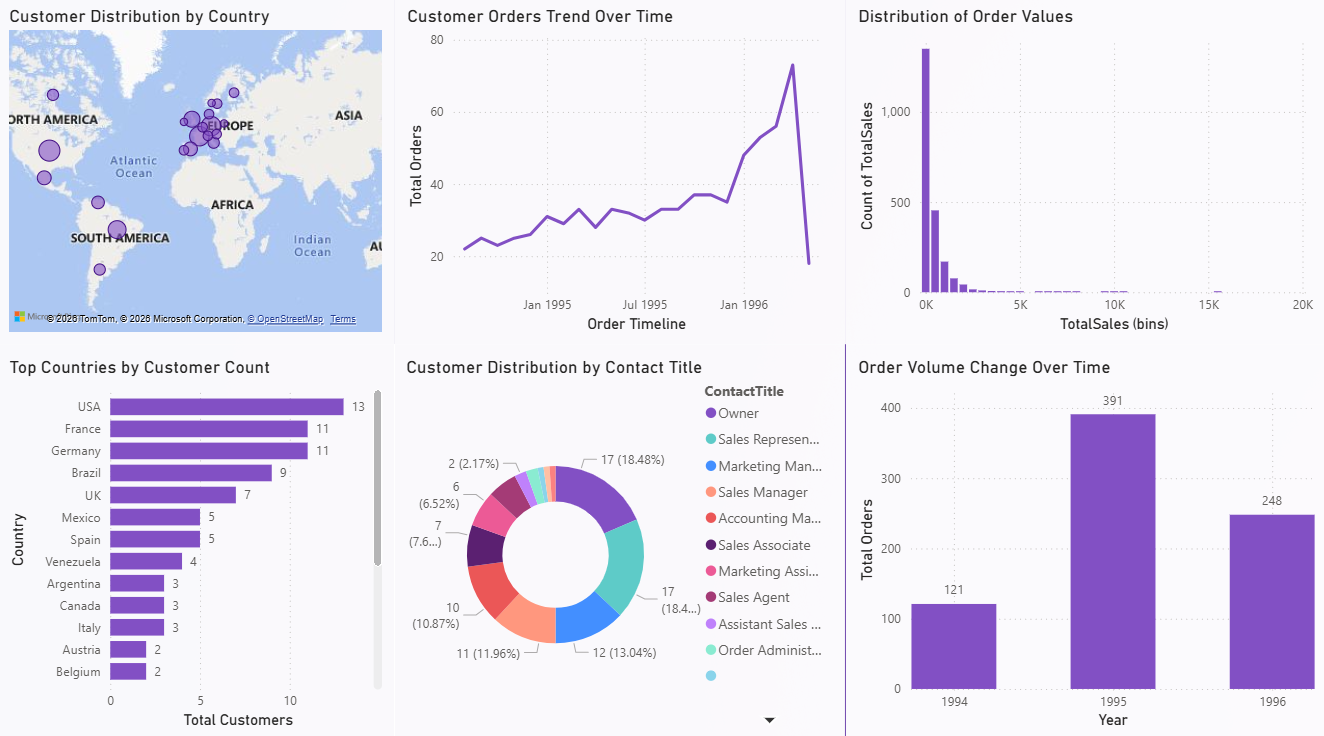 Customer Distribution by Country
ORTH AMERICA
EUROPE
ASIA
Atlantic
Ocean
AFRICA
SOUTH AMERICA
Indian
Ocean
AU
© 2026 TomTom, © 2026 Microsoft Corporation, © OpenStreetMap Terms
Customer Orders Trend Over Time
80
60
40
20
Total Orders
Jan 1995 Jul 1995 Jan 1996
Order Timeline
Distribution of Order Values
1,000
500
0
Count of TotalSales
0K 5K 10K 15K 20K
TotalSales (bins)
Top Countries by Customer Count
USA 13
France 11
Germany 11
Brazil 9
UK 7
Mexico 5
Spain 5
Venezuela 4
Argentina 3
Canada 3
Italy 3
Austria 2
Belgium 2
Country
0 5 10
Total Customers
Customer Distribution by Contact Title
17 (18.48%)
17
(18.4...)
12 (13.04%)
11 (11.96%)
10
(10.87%)
7
(7.6...)
6
(6.52%)
2 (2.17%)
ContactTitle
Owner
Sales Represen...
Marketing Man...
Sales Manager
Accounting Ma...
Sales Associate
Marketing Assi...
Sales Agent
Assistant Sales ...
Order Administ...
Order Volume Change Over Time
400
300
200
100
0
Total Orders
121
391
248
1994 1995 1996
Year